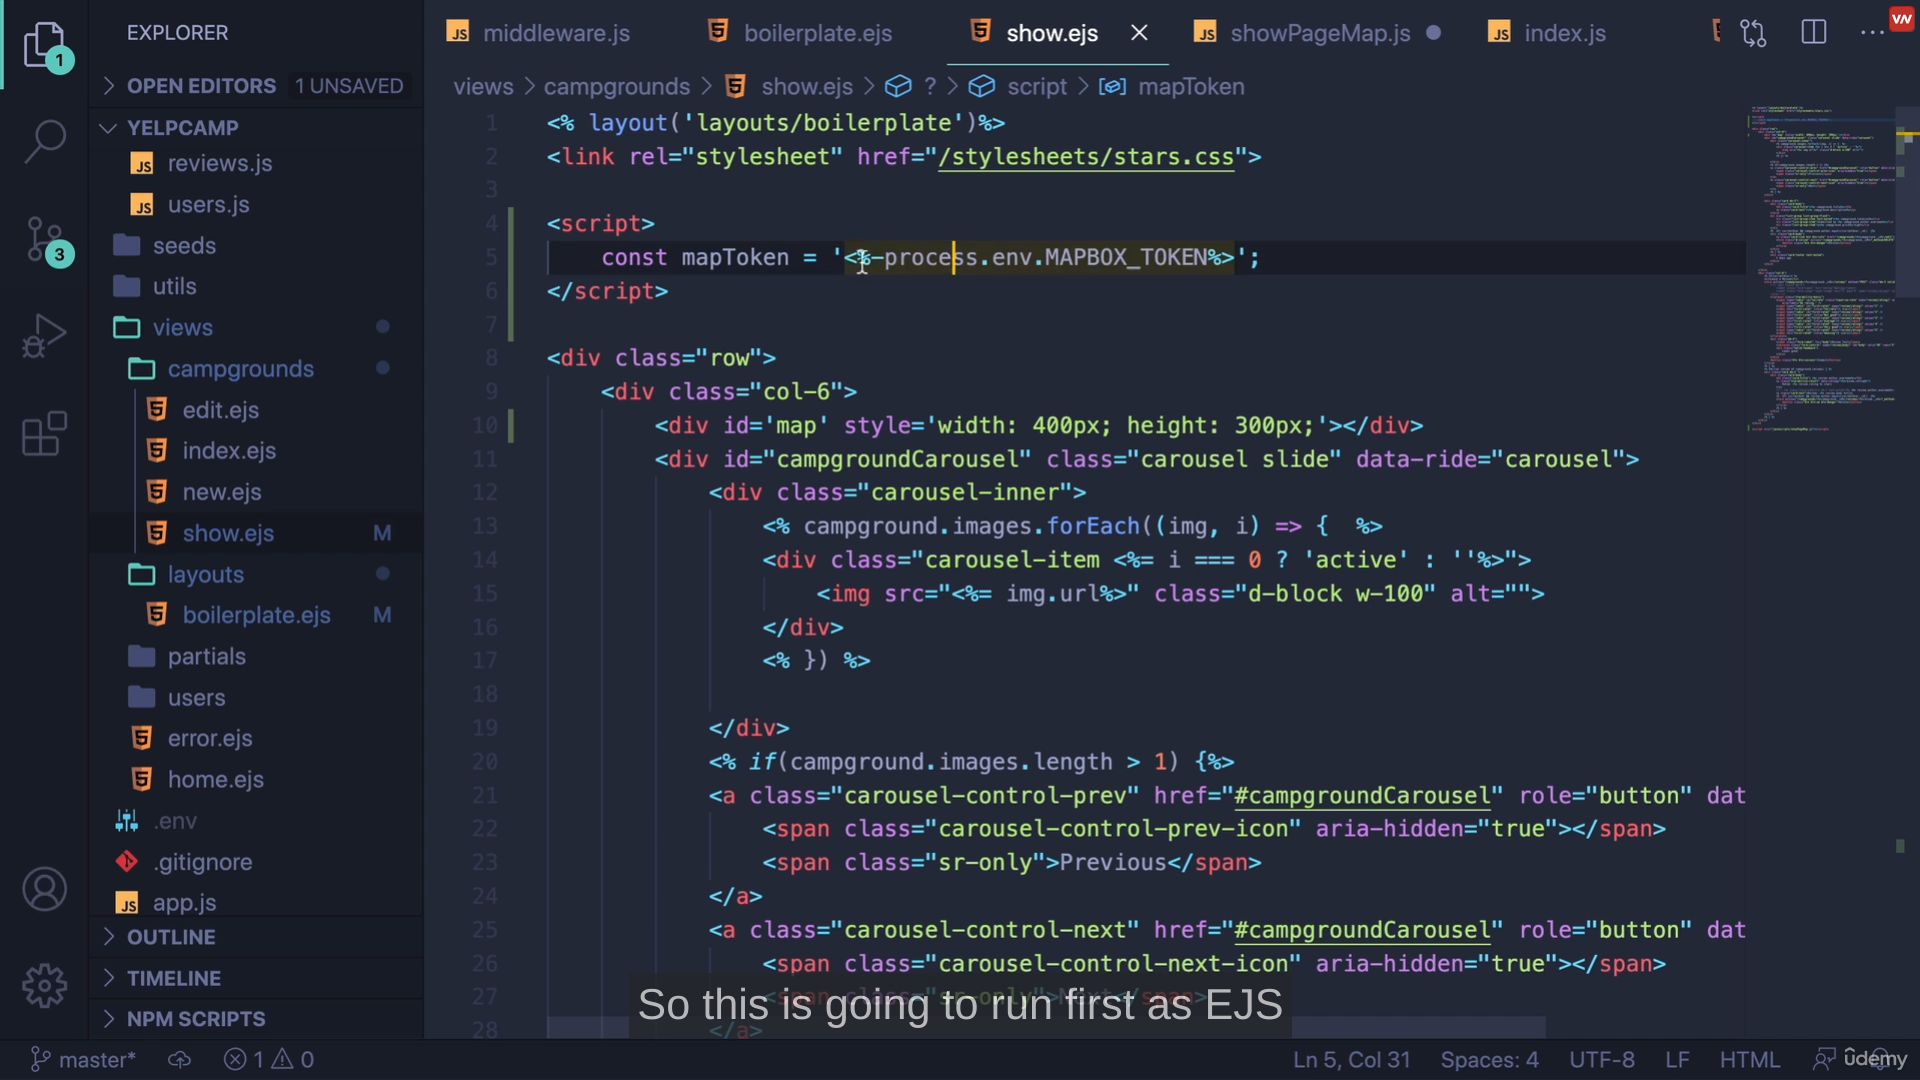 EXPLORER
OPEN EDITORS 1 UNSAVED
YELPCAMP
reviews.js
users.js
seeds
utils
views
campgrounds
edit.ejs
index.ejs
new.ejs
show.ejs M
layouts
boilerplate.ejs M
partials
users
error.ejs
home.ejs
.env
.gitignore
app.js
OUTLINE
TIMELINE
NPM SCRIPTS
1
3
middleware.js boilerplate.ejs show.ejs showPageMap.js index.js
views > campgrounds > show.ejs > ? > script > mapToken
1 <% layout('layouts/boilerplate')%>
2 <link rel="stylesheet" href="/stylesheets/stars.css">
3
4 <script>
5 const mapToken = '<%-process.env.MAPBOX_TOKEN%>';
6 </script>
7
8 <div class="row">
9 <div class="col-6">
10 <div id='map' style='width: 400px; height: 300px;'></div>
11 <div id="campgroundCarousel" class="carousel slide" data-ride="carousel">
12 <div class="carousel-inner">
13 <% campground.images.forEach((img, i) => { %>
14 <div class="carousel-item <%= i === 0 ? 'active' : ''%>">
15 <img src="<%= img.url%>" class="d-block w-100" alt="">
16 </div>
17 <% }) %>
18
19 </div>
20 <% if(campground.images.length > 1) {%>
21 <a class="carousel-control-prev" href="#campgroundCarousel" role="button" dat
22 <span class="carousel-control-prev-icon" aria-hidden="true"></span>
23 <span class="sr-only">Previous</span>
24 </a>
25 <a class="carousel-control-next" href="#campgroundCarousel" role="button" dat
26 <span class="carousel-control-next-icon" aria-hidden="true"></span>
27 <span class="sr-only">Next</span>
28 </a>
So this is going to run first as EJS
master* 1 0 Ln 5, Col 31 Spaces: 4 UTF-8 LF HTML
udemy